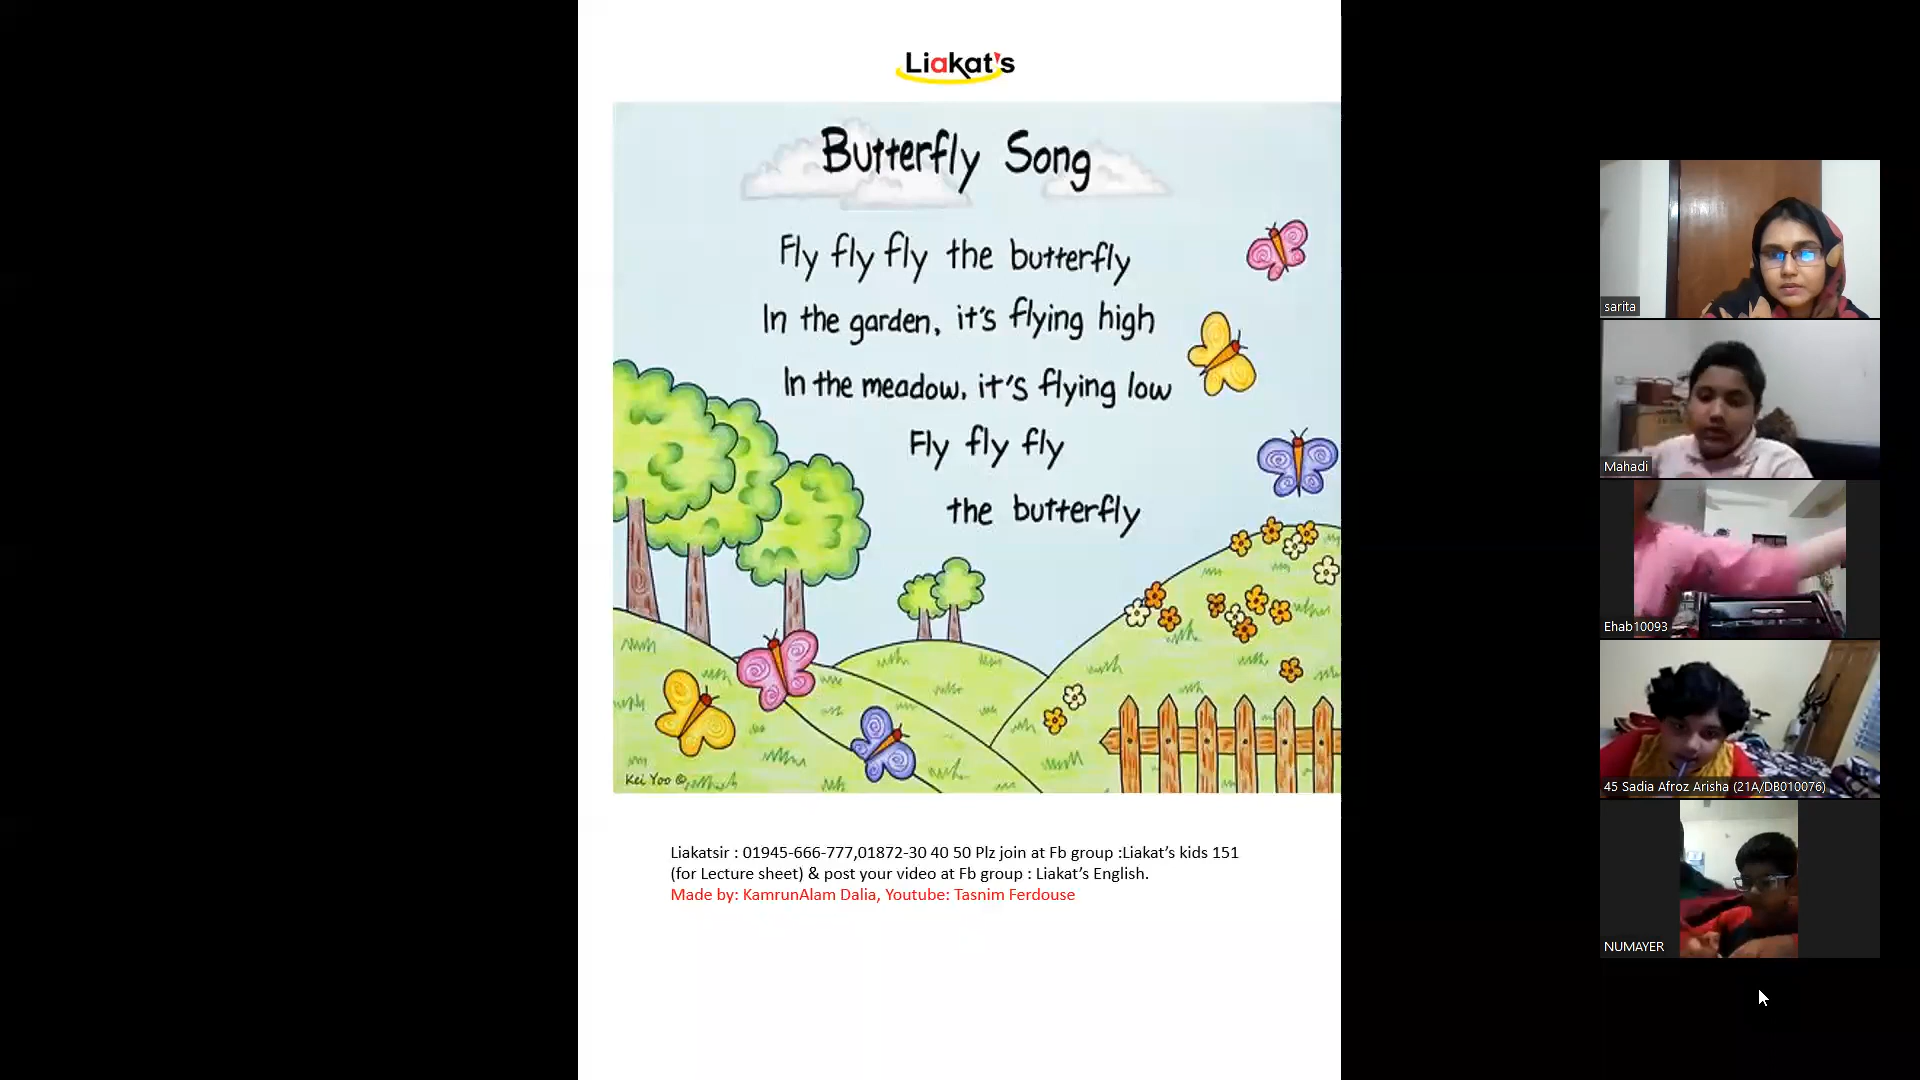 Liakat's
Butterfly Song
Fly fly fly the butterfly
In the garden, it's flying high
In the meadow, it's flying low
Fly fly fly
the butterfly
Kei Yoo ©
Liakatsir : 01945-666-777,01872-30 40 50 Plz join at Fb group :Liakat’s kids 151
(for Lecture sheet) & post your video at Fb group : Liakat’s English.
Made by: KamrunAlam Dalia, Youtube: Tasnim Ferdouse
sarita
Mahadi
Ehab10093
45 Sadia Afroz Arisha (21A/DB010076)
NUMAYER